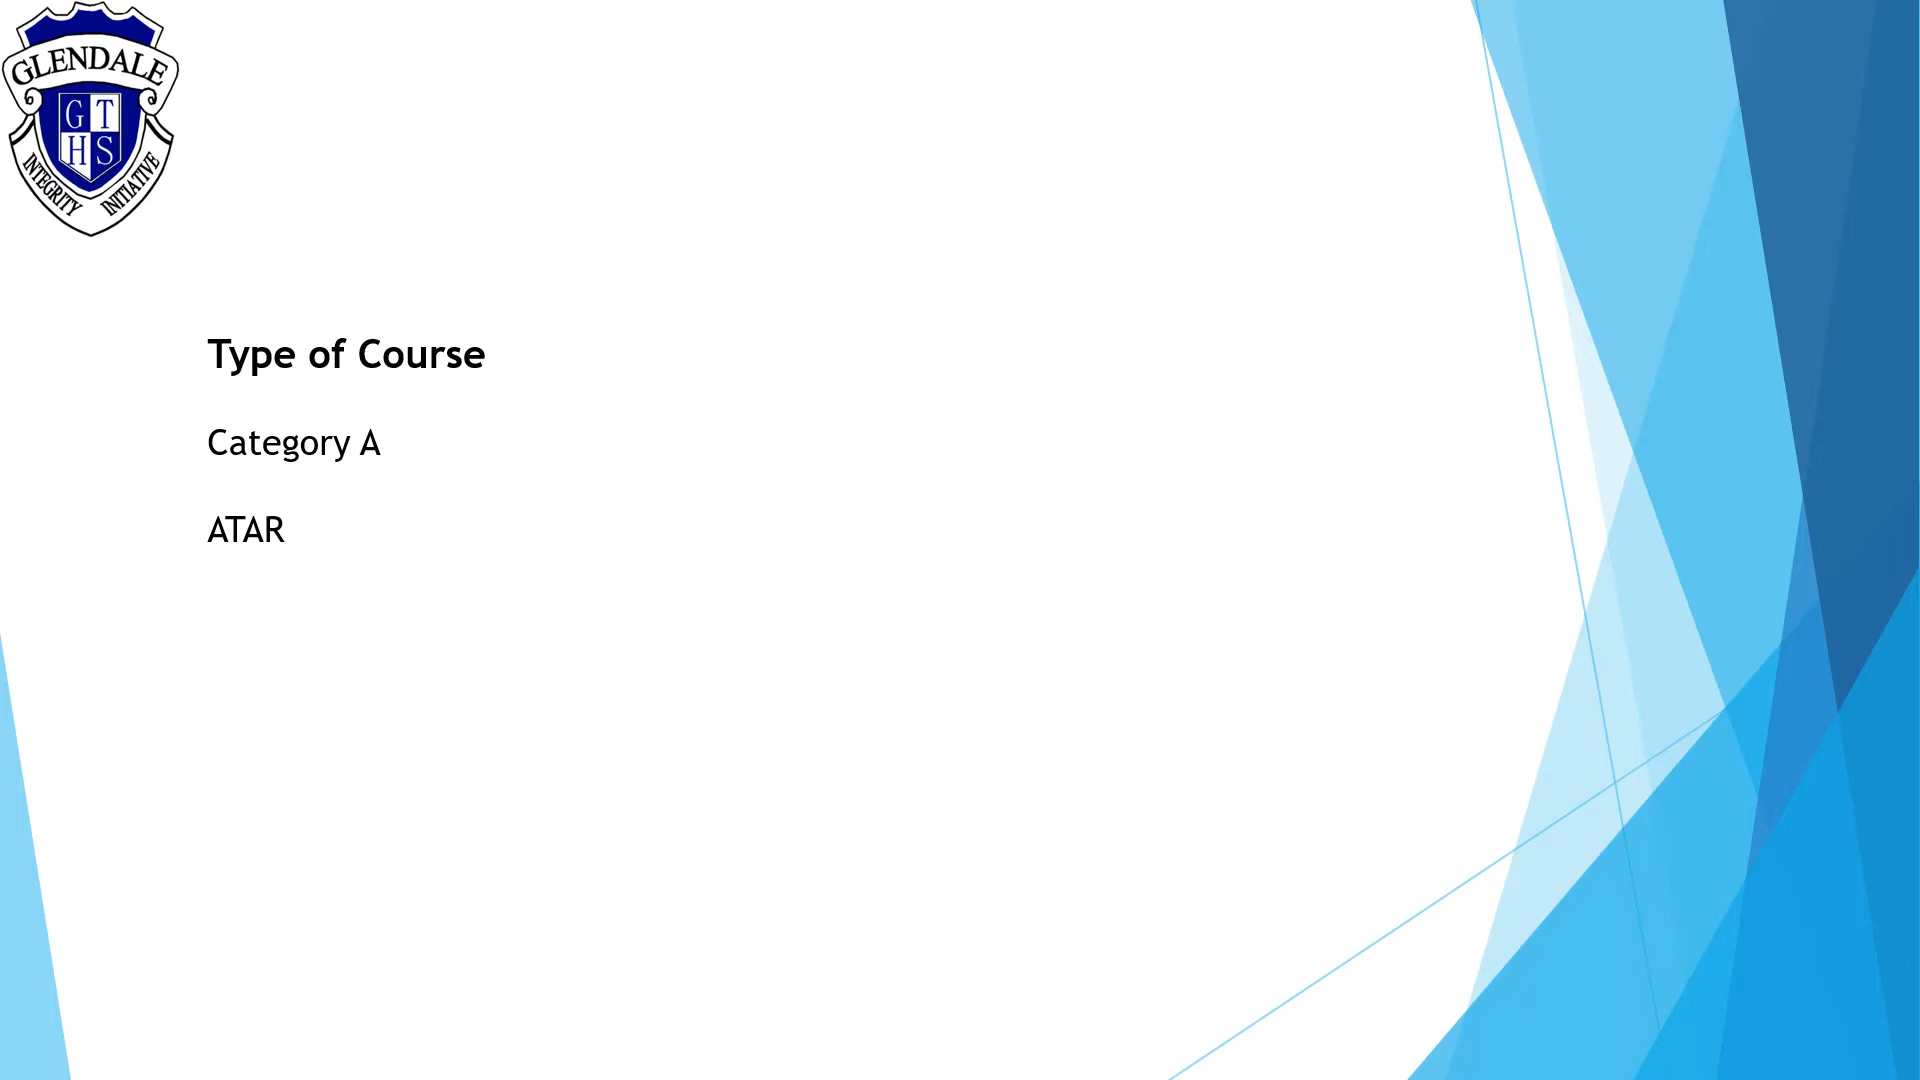 GLENDALE
G T
H S
INTEGRITY INITIATIVE
Type of Course
Category A
ATAR